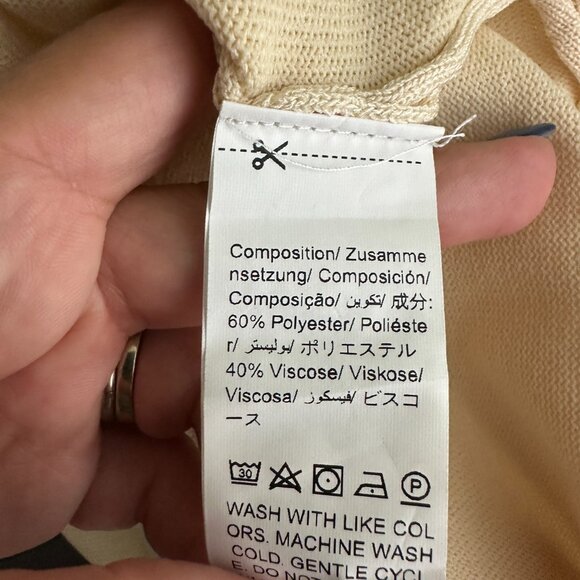 Composition/ Zusamme
nsetzung/ Composición/
Composição/ تكوين/ 成分:
60% Polyester/ Poliéste
r/ بوليستر/ ポリエステル
40% Viscose/ Viskose/
Viscosa/ فيسكوز/ ビスコ
ース
30 P
WASH WITH LIKE COL
ORS. MACHINE WASH
COLD. GENTLE CYCL
E. DO NOT